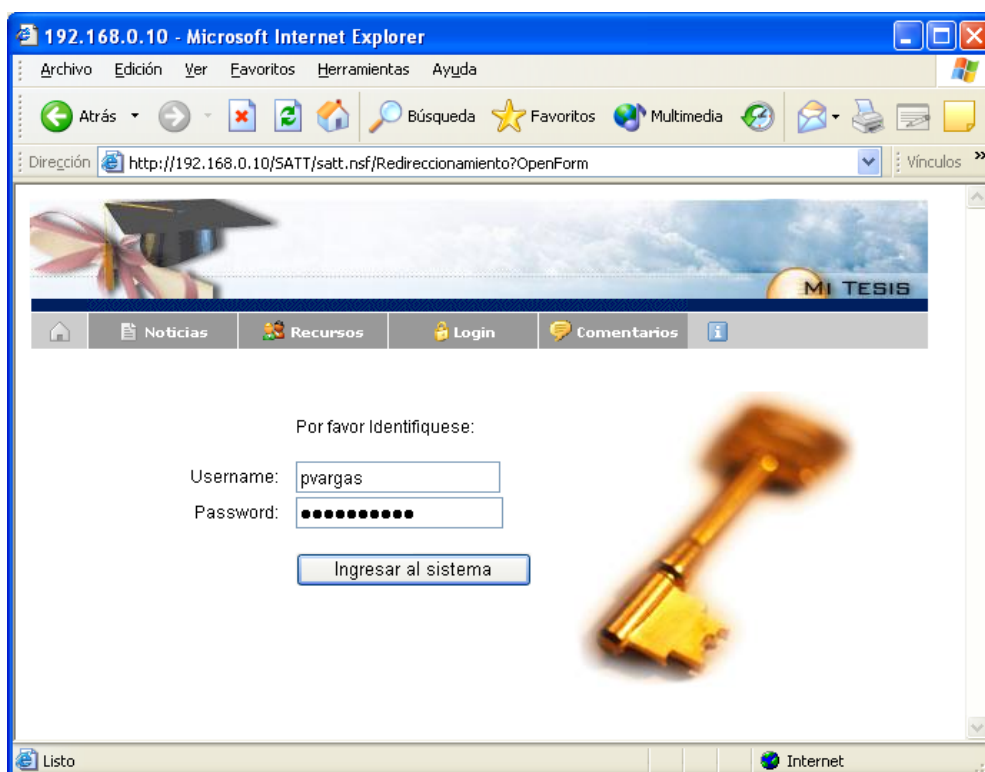 192.168.0.10 - Microsoft Internet Explorer
Archivo Edición Ver Favoritos Herramientas Ayuda
Atrás Búsqueda Favoritos Multimedia
Dirección http://192.168.0.10/SATT/satt.nsf/Redireccionamiento?OpenForm Vínculos »
MI TESIS
Noticias Recursos Login Comentarios i
Por favor Identifiquese:
Username: pvargas
Password: ●●●●●●●●●●
Ingresar al sistema
Listo Internet